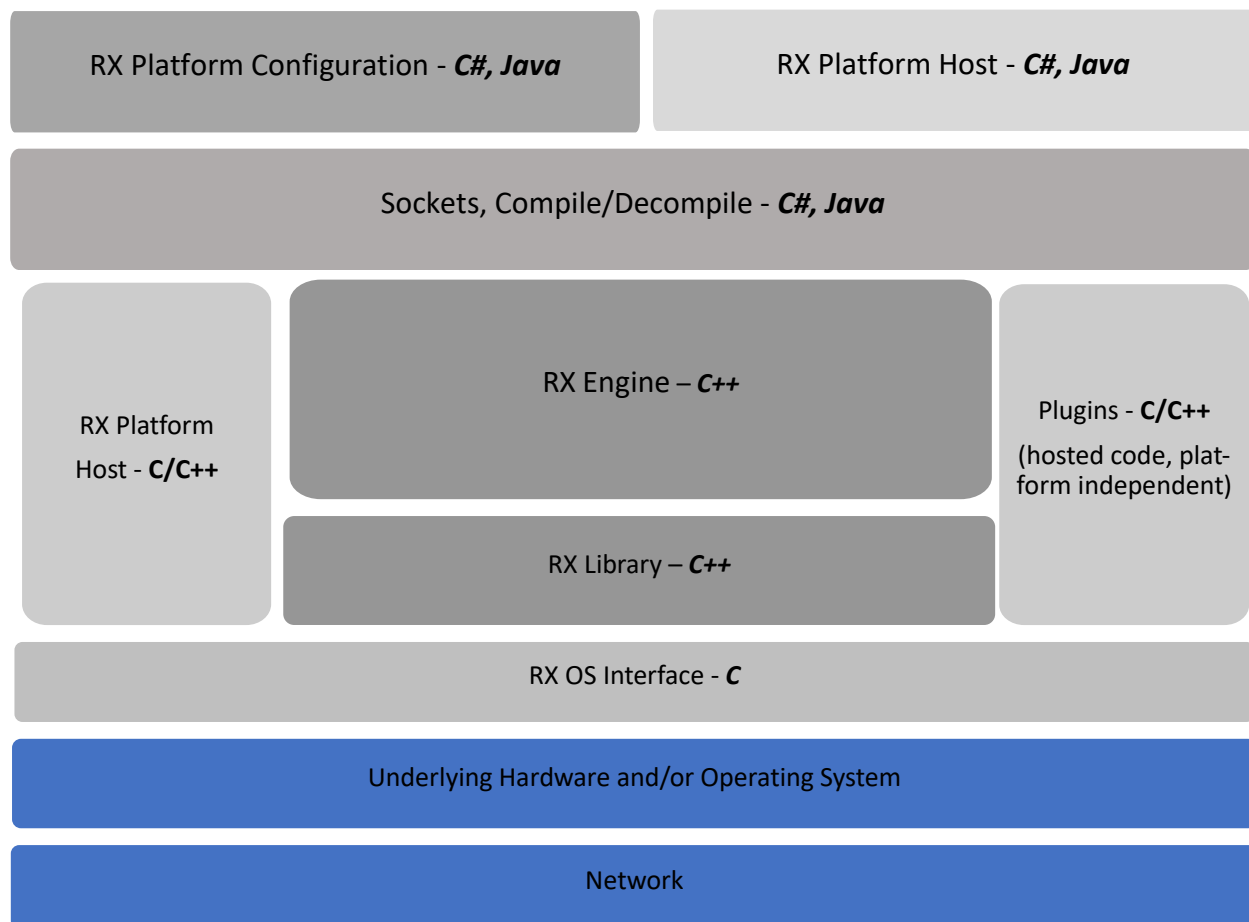 RX Platform Configuration - C#, Java
RX Platform Host - C#, Java
Sockets, Compile/Decompile - C#, Java
RX Platform
Host - C/C++
RX Engine – C++
Plugins - C/C++
(hosted code, plat-
form independent)
RX Library – C++
RX OS Interface - C
Underlying Hardware and/or Operating System
Network